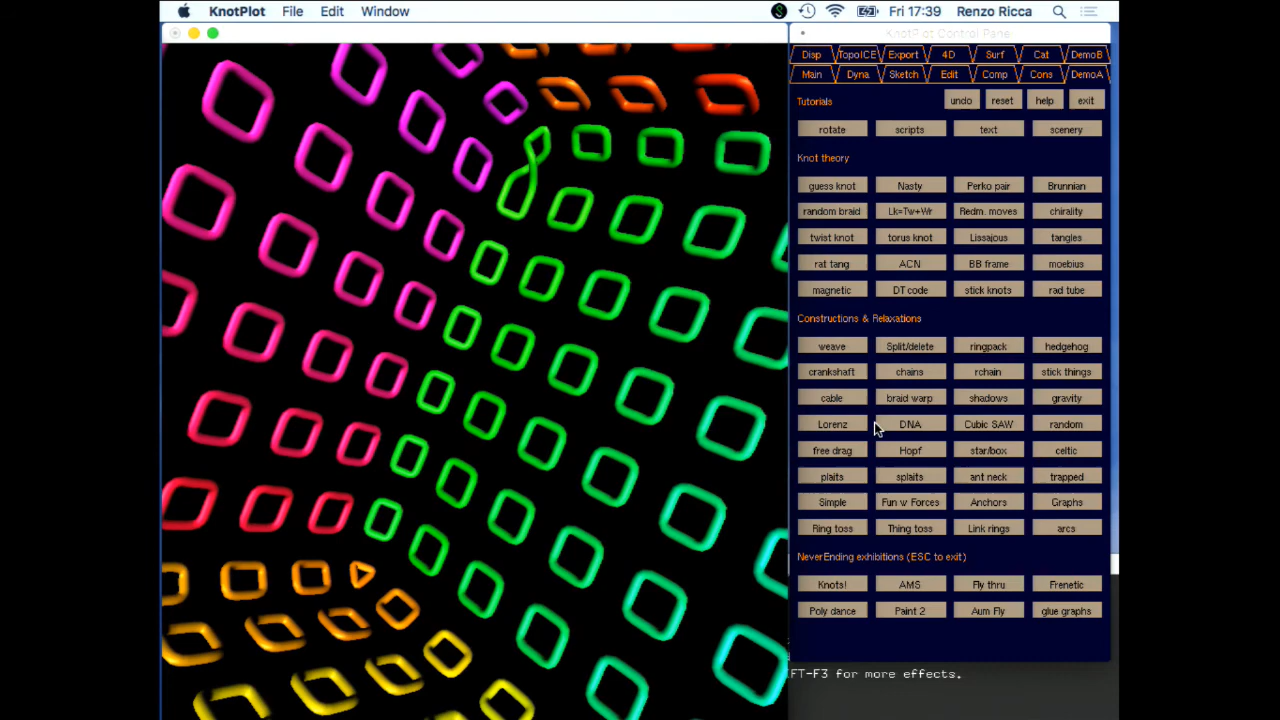 KnotPlot File Edit Window Fri 17:39 Renzo Ricca
KnotPlot Control Panel
Disp TopoICE Export 4D Surf Cat DemoB
Main Dyna Sketch Edit Comp Cons DemoA
Tutorials undo reset help exit
rotate scripts text scenery
Knot theory
guess knot Nasty Perko pair Brunnian
random braid Lk=Tw+Wr Redm. moves chirality
twist knot torus knot Lissajous tangles
rat tang ACN BB frame moebius
magnetic DT code stick knots rad tube
Constructions & Relaxations
weave Split/delete ringpack hedgehog
crankshaft chains rchain stick things
cable braid warp shadows gravity
Lorenz DNA Cubic SAW random
free drag Hopf star/box celtic
plaits splaits ant neck trapped
Simple Fun w Forces Anchors Graphs
Ring toss Thing toss Link rings arcs
NeverEnding exhibitions (ESC to exit)
Knots! AMS Fly thru Frenetic
Poly dance Paint 2 Aum Fly glue graphs
FT-F3 for more effects.